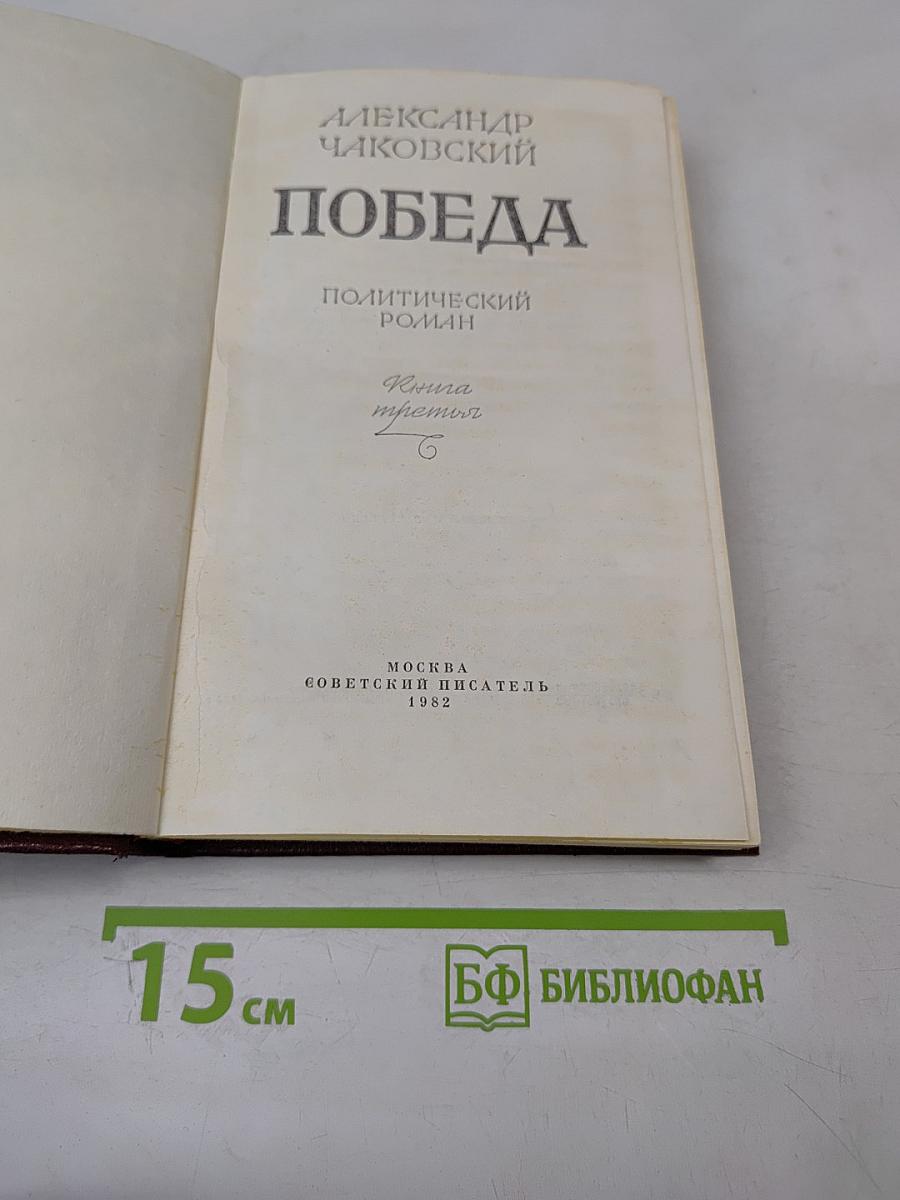 АЛЕКСАНДР
ЧАКОВСКИЙ
ПОБЕДА
ПОЛИТИЧЕСКИЙ
РОМАН
Книга
третья
МОСКВА
СОВЕТСКИЙ ПИСАТЕЛЬ
1982
15 см
БФ БИБЛИОФАН